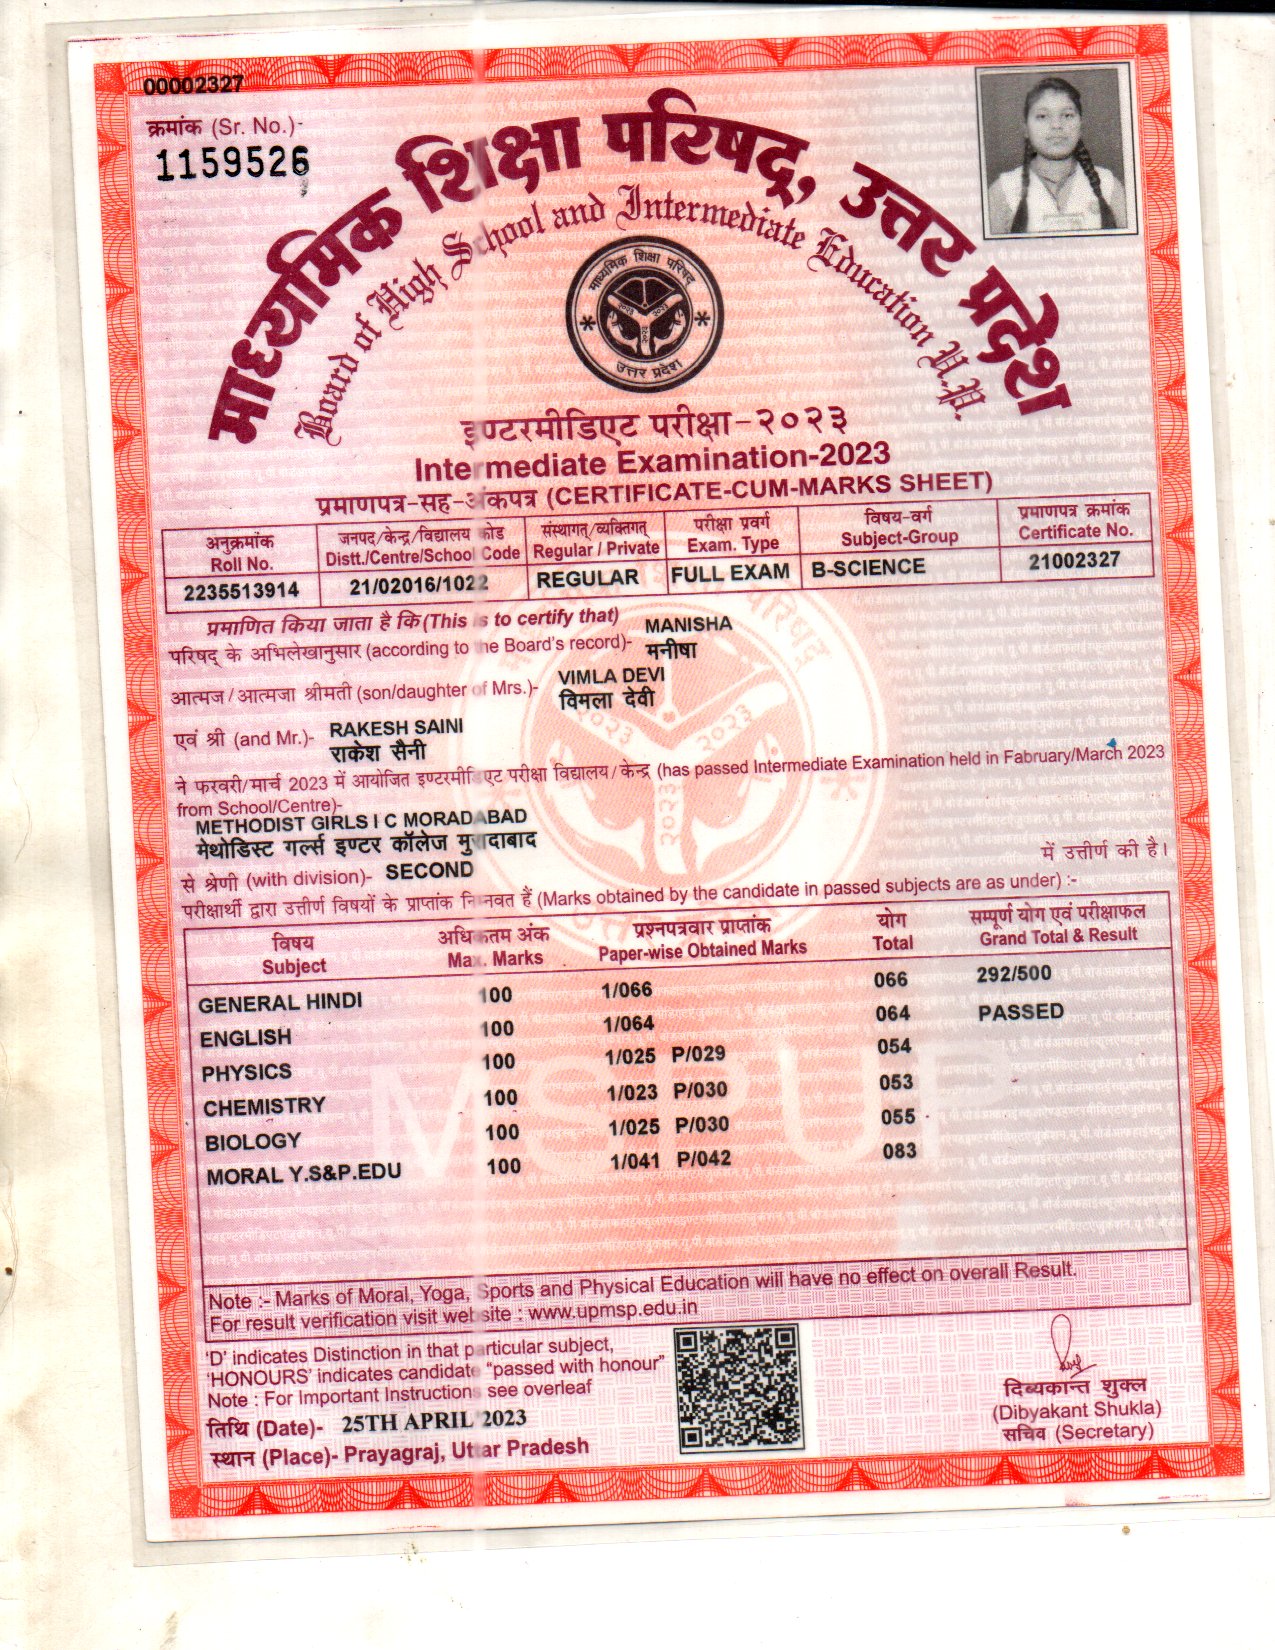 00002327
क्रमांक (Sr. No.)-
1159526
माध्यमिक शिक्षा परिषद्, उत्तर प्रदेश
Board of High School and Intermediate Education U.P.
माध्यमिक शिक्षा परिषद
२०२३ २०२३
२०२३
उत्तर प्रदेश
इण्टरमीडिएट परीक्षा-२०२३
Intermediate Examination-2023
प्रमाणपत्र-सह-अंकपत्र (CERTIFICATE-CUM-MARKS SHEET)
अनुक्रमांक जनपद/केन्द्र/विद्यालय कोड संस्थागत्/व्यक्तिगत् परीक्षा प्रवर्ग विषय-वर्ग प्रमाणपत्र क्रमांक
Roll No. Distt./Centre/School Code Regular / Private Exam. Type Subject-Group Certificate No.
2235513914 21/02016/1022 REGULAR FULL EXAM B-SCIENCE 21002327
प्रमाणित किया जाता है कि(This is to certify that) MANISHA
परिषद् के अभिलेखानुसार (according to the Board's record)- मनीषा
VIMLA DEVI
आत्मज/आत्मजा श्रीमती (son/daughter of Mrs.)- विमला देवी
RAKESH SAINI
एवं श्री (and Mr.)- राकेश सैनी
ने फरवरी/मार्च 2023 में आयोजित इण्टरमीडिएट परीक्षा विद्यालय/केन्द्र (has passed Intermediate Examination held in Fabruary/March 2023
from School/Centre)-
METHODIST GIRLS I C MORADABAD
मेथोडिस्ट गर्ल्स इण्टर कॉलेज मुरादाबाद
से श्रेणी (with division)- SECOND में उत्तीर्ण की है।
परीक्षार्थी द्वारा उत्तीर्ण विषयों के प्राप्तांक निम्नवत हैं (Marks obtained by the candidate in passed subjects are as under) :-
विषय अधिकतम अंक प्रश्नपत्रवार प्राप्तांक योग सम्पूर्ण योग एवं परीक्षाफल
Subject Max. Marks Paper-wise Obtained Marks Total Grand Total & Result
GENERAL HINDI 100 1/066 066 292/500
ENGLISH 100 1/064 064 PASSED
PHYSICS 100 1/025 P/029 054
CHEMISTRY 100 1/023 P/030 053
BIOLOGY 100 1/025 P/030 055
MORAL Y.S&P.EDU 100 1/041 P/042 083
MSPUP
Note :- Marks of Moral, Yoga, Sports and Physical Education will have no effect on overall Result.
For result verification visit website : www.upmsp.edu.in
'D' indicates Distinction in that particular subject,
'HONOURS' indicates candidate "passed with honour"
Note : For Important Instructions see overleaf
तिथि (Date)- 25TH APRIL 2023
स्थान (Place)- Prayagraj, Uttar Pradesh
दिब्यकान्त शुक्ल
(Dibyakant Shukla)
सचिव (Secretary)